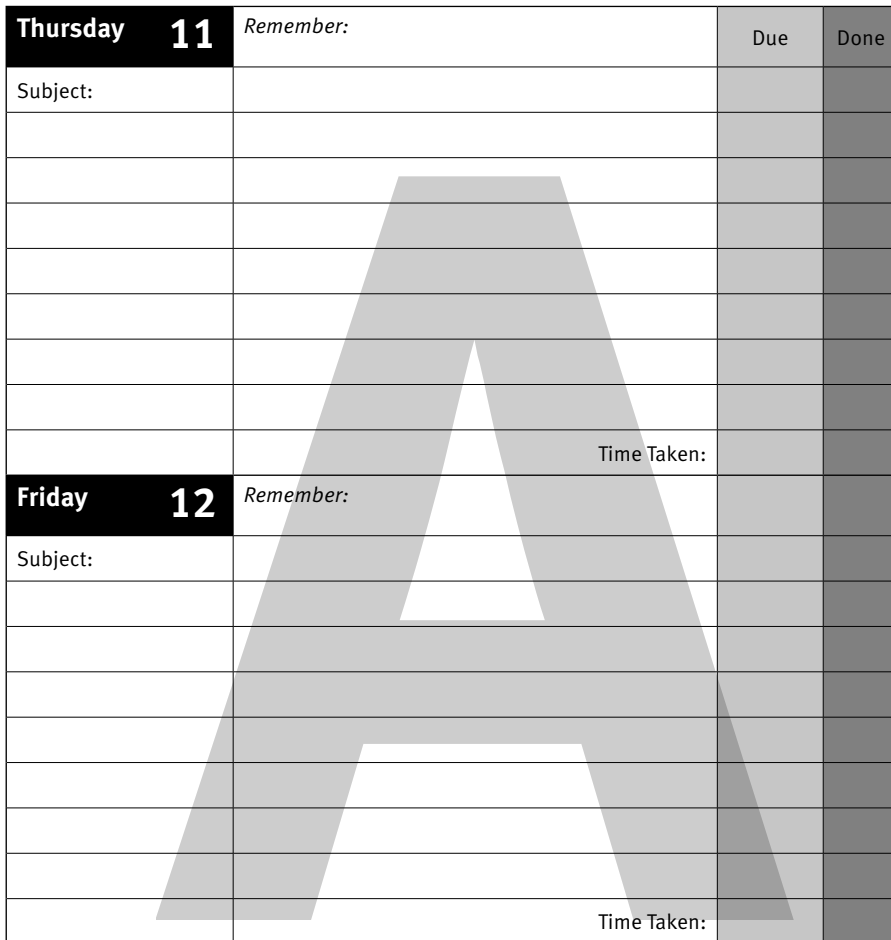 Thursday 11 Remember: Due Done
Subject:
Time Taken:
Friday 12 Remember:
Subject:
Time Taken:
A